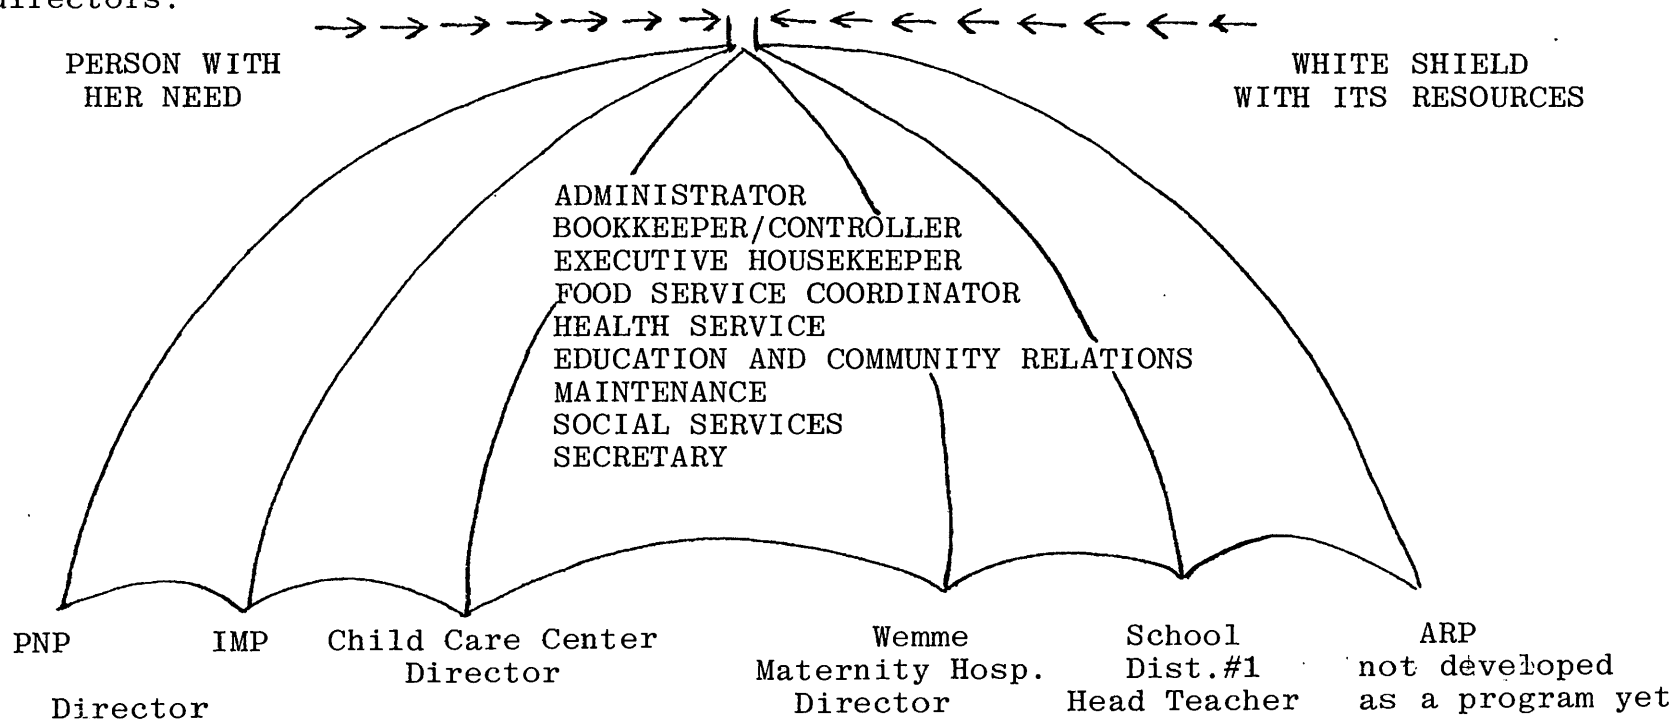 directors.
PERSON WITH
HER NEED
WHITE SHIELD
WITH ITS RESOURCES
ADMINISTRATOR
BOOKKEEPER/CONTROLLER
EXECUTIVE HOUSEKEEPER
FOOD SERVICE COORDINATOR
HEALTH SERVICE
EDUCATION AND COMMUNITY RELATIONS
MAINTENANCE
SOCIAL SERVICES
SECRETARY
PNP
IMP
Director
Child Care Center
Director
Wemme
Maternity Hosp.
Director
School
Dist.#1
Head Teacher
ARP
not developed
as a program yet